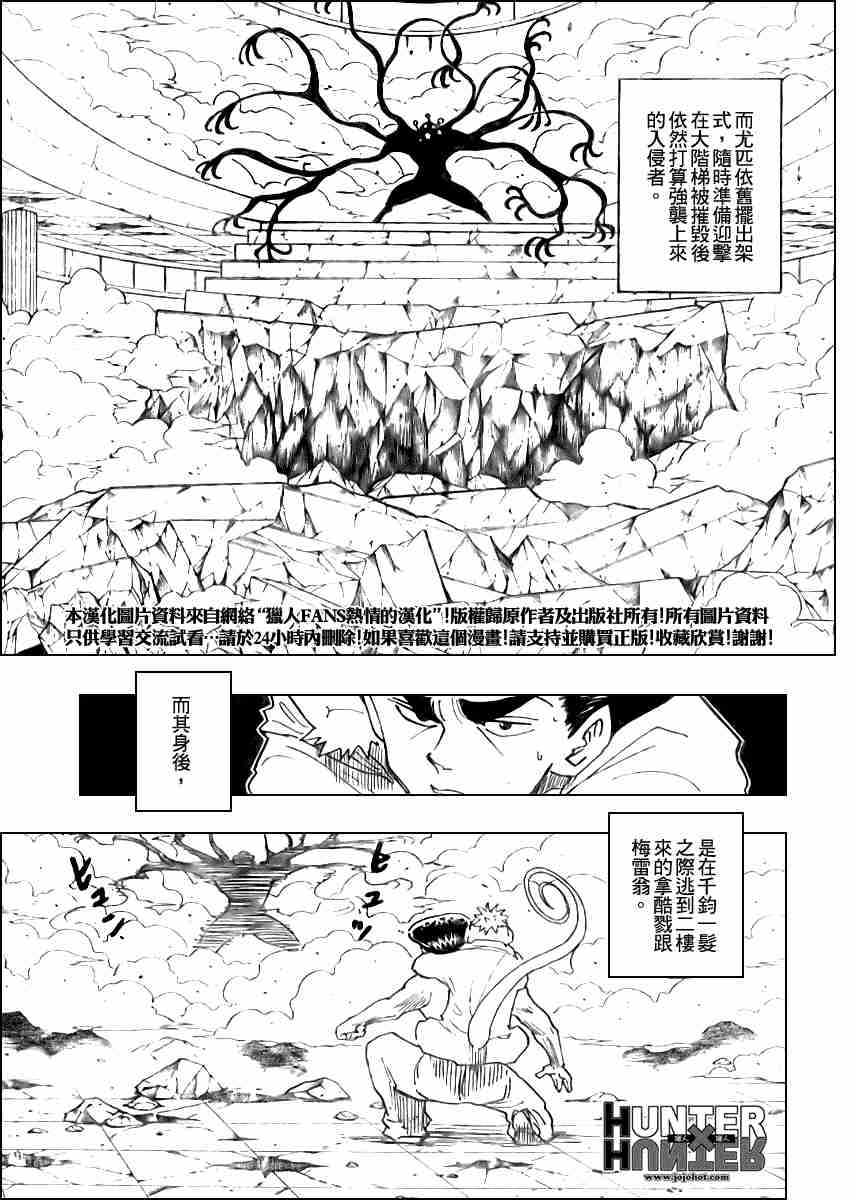 而尤匹依舊擺出架
式，隨時準備迎擊
在大階梯被摧毀後
依然打算強襲上來
的入侵者。
本漢化圖片資料來自網絡“獵人FANS熱情的漢化”!版權歸原作者及出版社所有!所有圖片資料
只供學習交流試看…請於24小時內刪除!如果喜歡這個漫畫!請支持並購買正版!收藏欣賞!謝謝!
而其身後，
是在千鈞一髮
之際逃到二樓
來的拿酷戮跟
梅雷翁。
ヒュン
ヒュン
HUNTER
×
HUNTER
www.jojohot.com